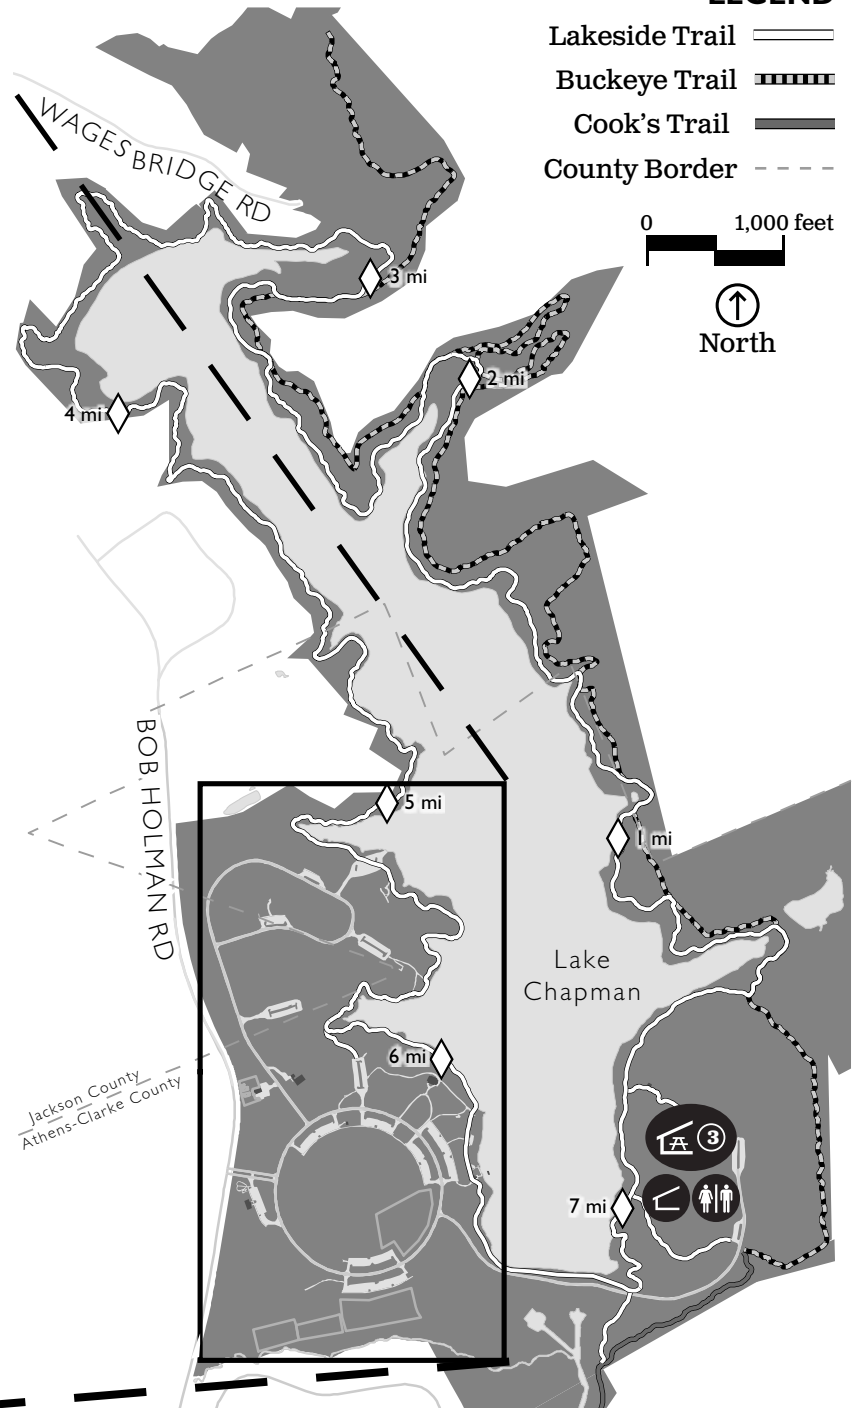 LEGEND
Lakeside Trail
Buckeye Trail
Cook's Trail
County Border
0 1,000 feet
North
WAGES BRIDGE RD
3 mi
2 mi
4 mi
BOB HOLMAN RD
5 mi
1 mi
Lake
Chapman
6 mi
Jackson County
Athens-Clarke County
3
7 mi